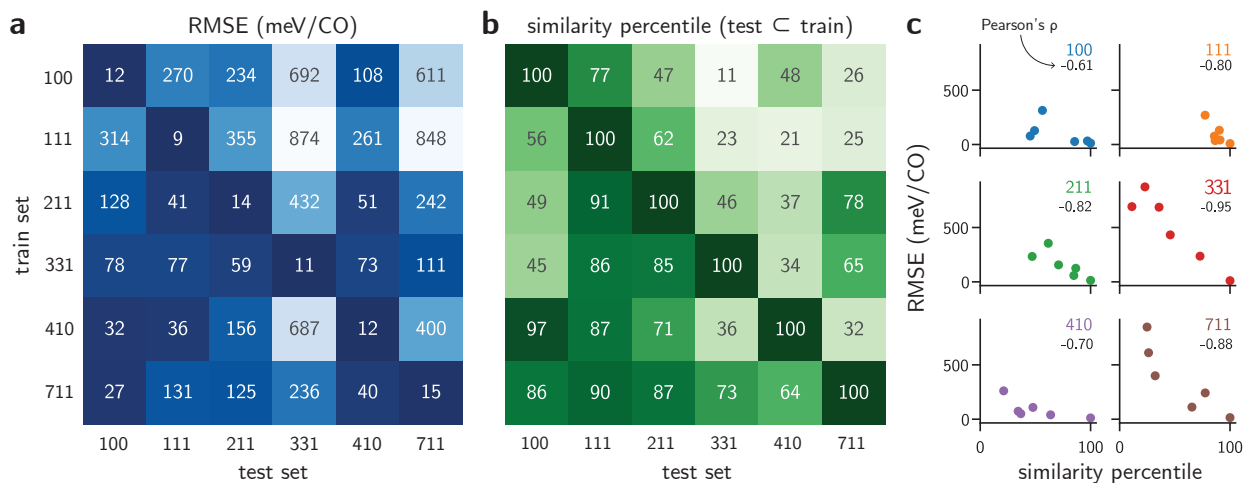 a
RMSE (meV/CO)
train set
100 12 270 234 692 108 611
111 314 9 355 874 261 848
211 128 41 14 432 51 242
331 78 77 59 11 73 111
410 32 36 156 687 12 400
711 27 131 125 236 40 15
100 111 211 331 410 711
test set
b
similarity percentile (test ⊂ train)
100 77 47 11 48 26
56 100 62 23 21 25
49 91 100 46 37 78
45 86 85 100 34 65
97 87 71 36 100 32
86 90 87 73 64 100
100 111 211 331 410 711
test set
c
Pearson's ρ
RMSE (meV/CO)
100 111
-0.61 -0.80
500
0
211 331
-0.82 -0.95
500
0
410 711
-0.70 -0.88
500
0
0 100 0 100
similarity percentile